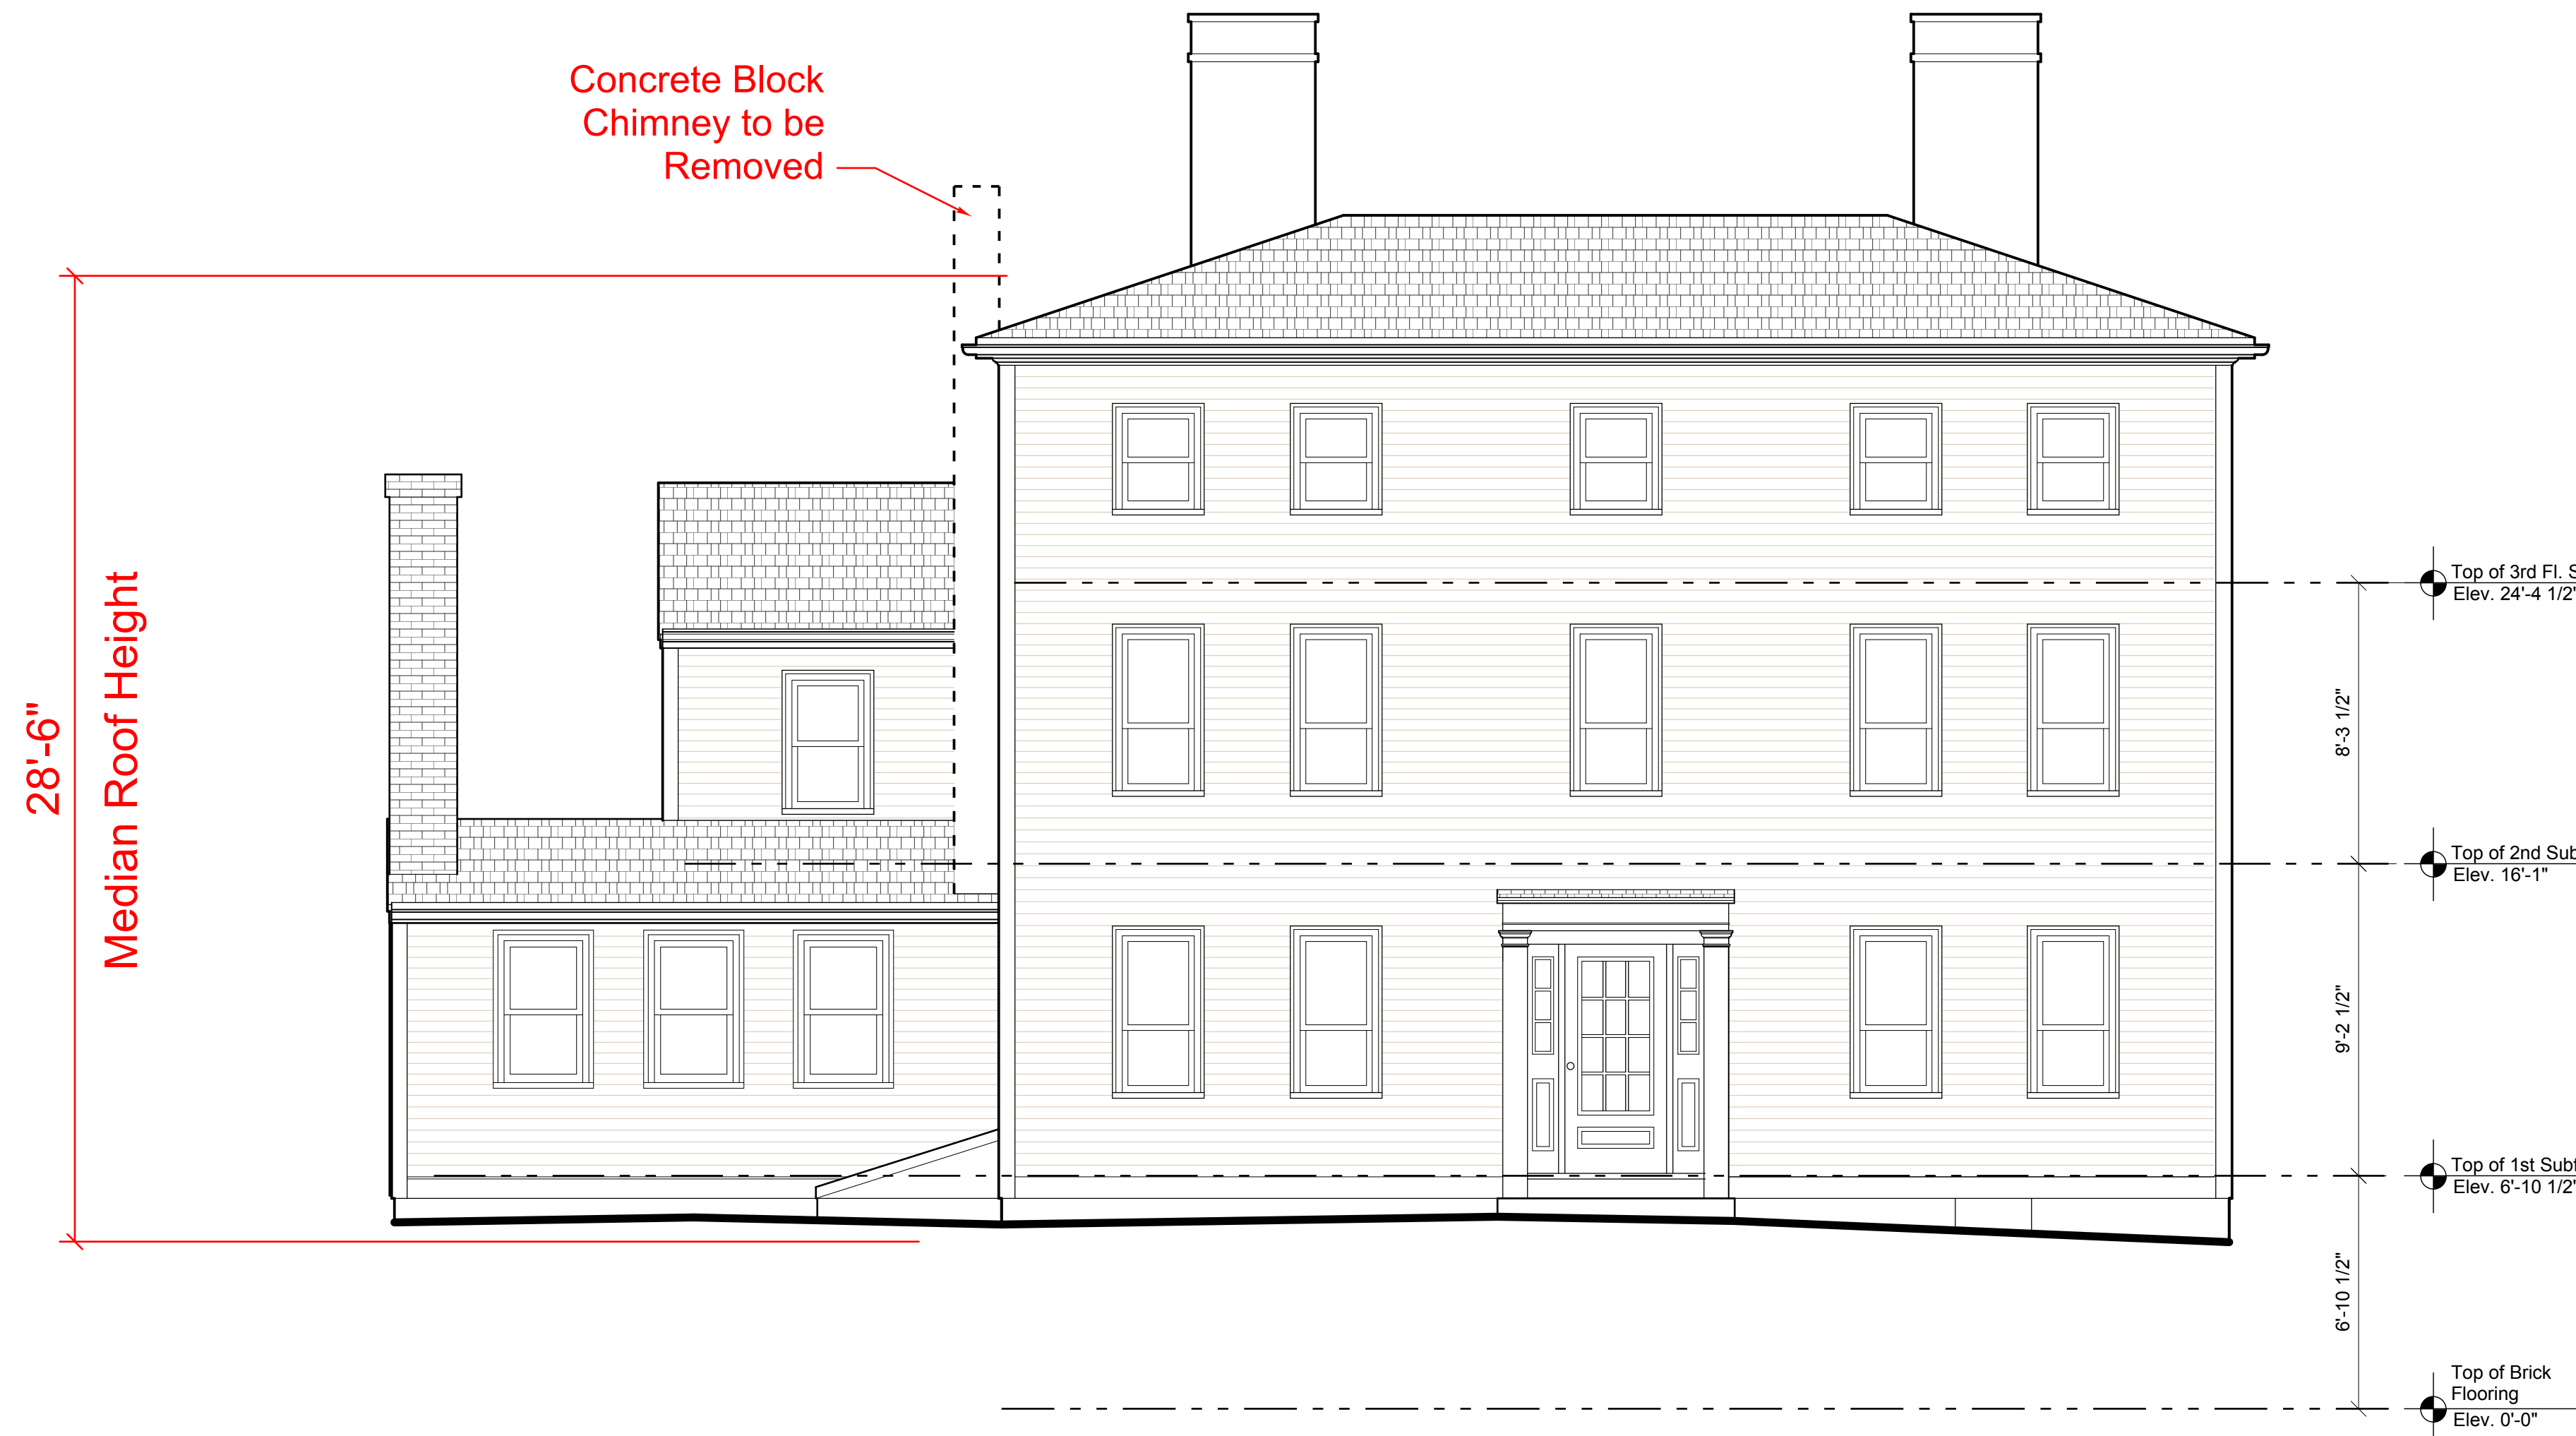 Concrete Block
Chimney to be
Removed
28'-6"
Median Roof Height
Top of 3rd Fl.
Elev. 24'-4 1/2"
8'-3 1/2"
Top of 2nd
Elev. 16'-1"
9'-2 1/2"
Top of 1st
Elev. 6'-10 1/2"
6'-10 1/2"
Top of Brick
Flooring
Elev. 0'-0"